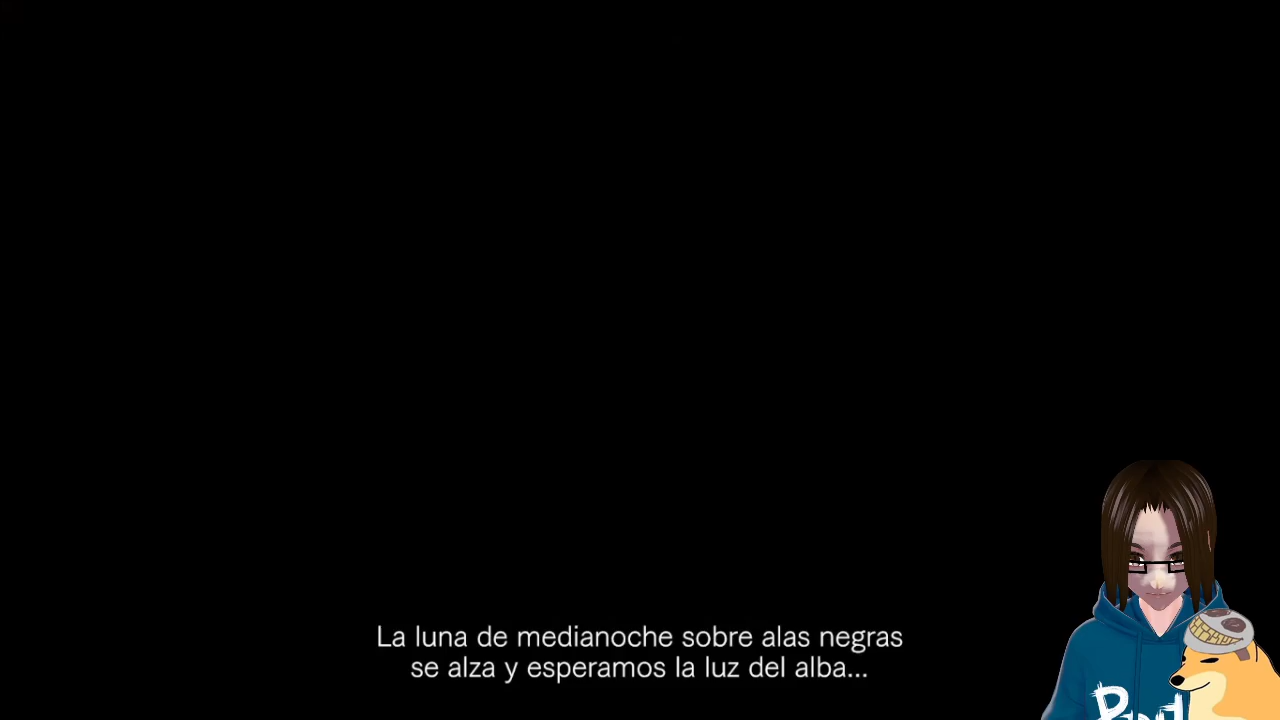 La luna de medianoche sobre alas negras
se alza y esperamos la luz del alba...